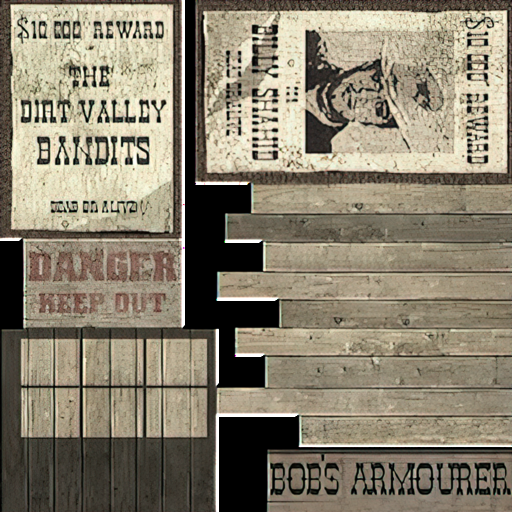 $10 000 REWARD
THE
DIRT VALLEY
BANDITS
DEAD OR ALIVE!
$10 000 REWARD
BILLY SHAND
DANGER
KEEP OUT
BOB'S ARMOURER